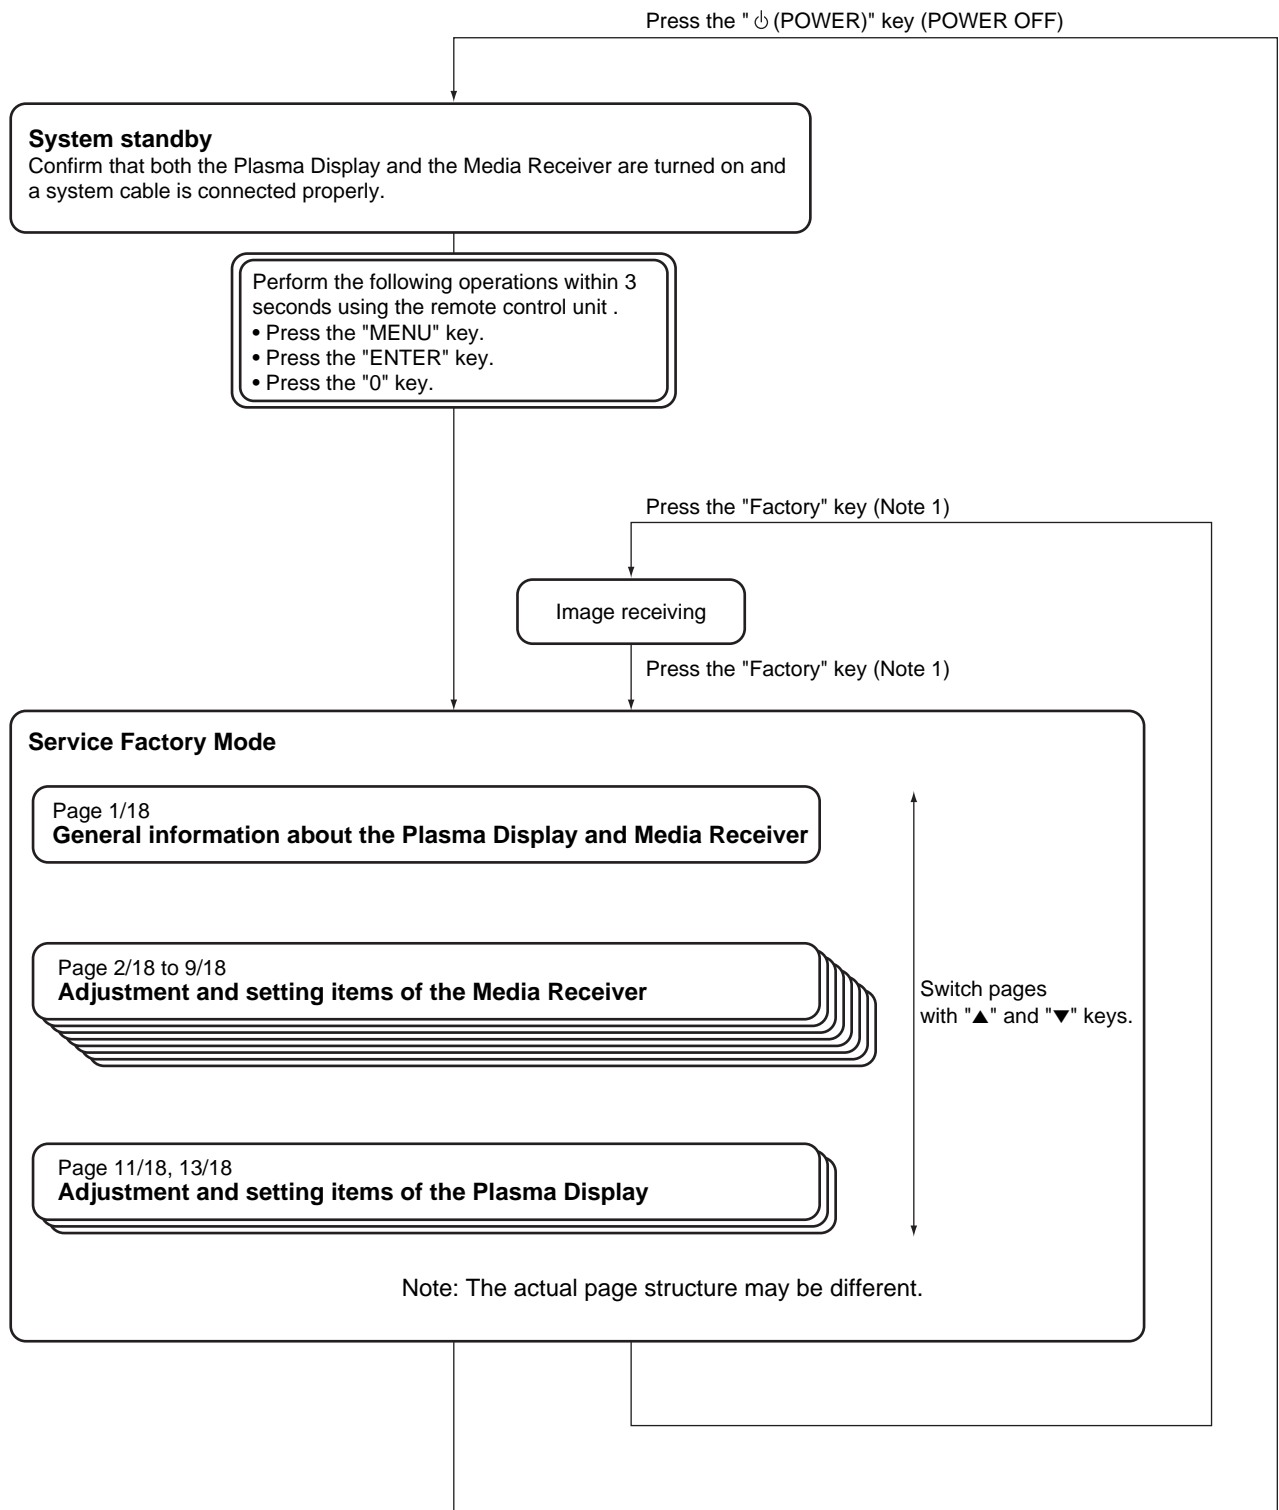 Press the "⏻(POWER)" key (POWER OFF)
System standby
Confirm that both the Plasma Display and the Media Receiver are turned on and
a system cable is connected properly.
Perform the following operations within 3
seconds using the remote control unit .
• Press the "MENU" key.
• Press the "ENTER" key.
• Press the "0" key.
Press the "Factory" key (Note 1)
Image receiving
Press the "Factory" key (Note 1)
Service Factory Mode
Page 1/18
General information about the Plasma Display and Media Receiver
Page 2/18 to 9/18
Adjustment and setting items of the Media Receiver
Switch pages
with "▲" and "▼" keys.
Page 11/18, 13/18
Adjustment and setting items of the Plasma Display
Note: The actual page structure may be different.